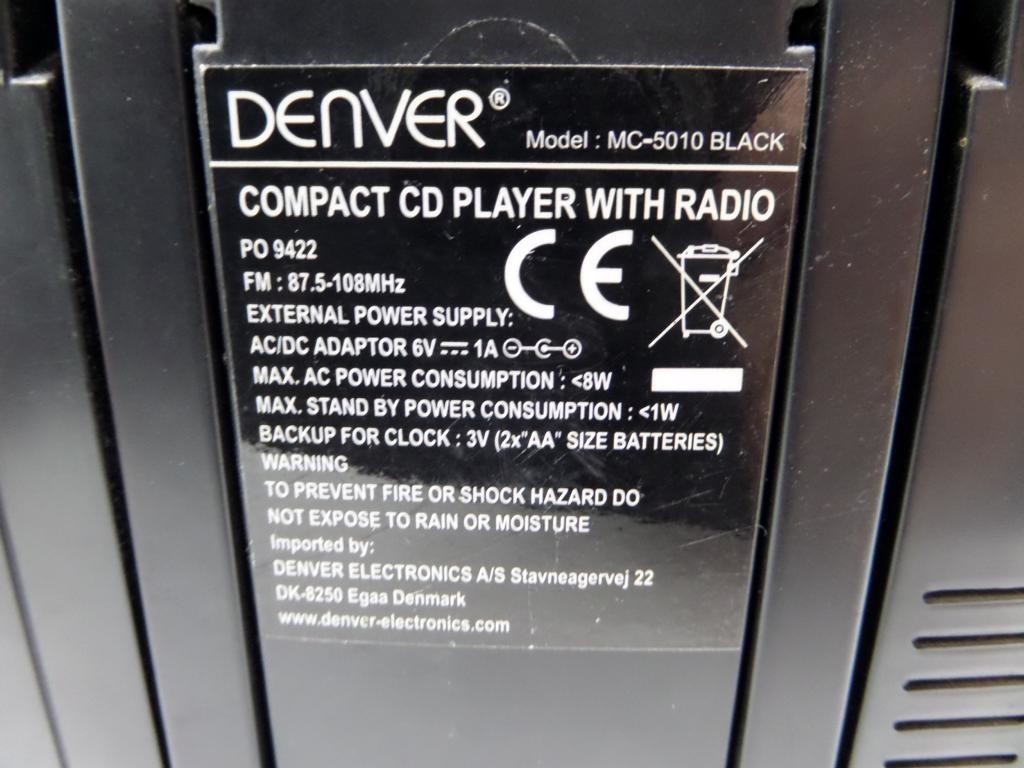 DENVER®
Model : MC-5010 BLACK
COMPACT CD PLAYER WITH RADIO
PO 9422
FM : 87.5-108MHz
CE
EXTERNAL POWER SUPPLY:
AC/DC ADAPTOR 6V 1A
MAX. AC POWER CONSUMPTION : <8W
MAX. STAND BY POWER CONSUMPTION : <1W
BACKUP FOR CLOCK : 3V (2x"AA" SIZE BATTERIES)
WARNING
TO PREVENT FIRE OR SHOCK HAZARD DO
NOT EXPOSE TO RAIN OR MOISTURE
Imported by:
DENVER ELECTRONICS A/S Stavneagervej 22
DK-8250 Egaa Denmark
www.denver-electronics.com